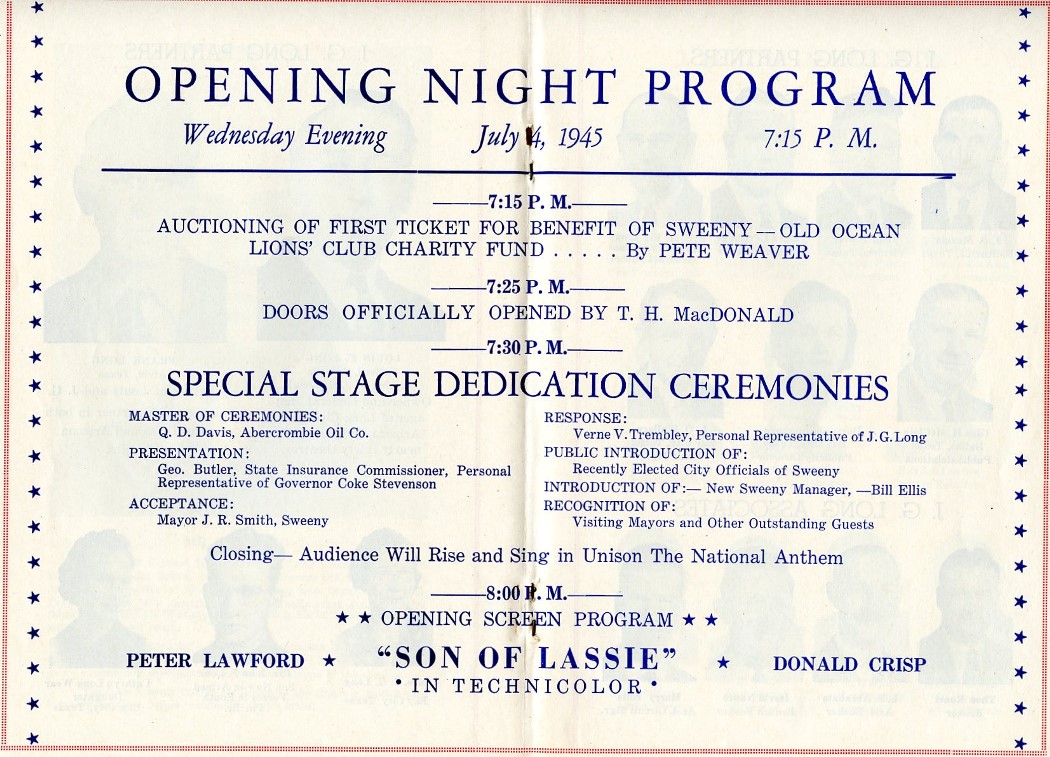 OPENING NIGHT PROGRAM
Wednesday Evening July 4, 1945 7:15 P. M.
7:15 P. M.
AUCTIONING OF FIRST TICKET FOR BENEFIT OF SWEENY — OLD OCEAN
LIONS' CLUB CHARITY FUND . . . . . By PETE WEAVER
7:25 P. M.
DOORS OFFICIALLY OPENED BY T. H. MacDONALD
7:30 P. M.
SPECIAL STAGE DEDICATION CEREMONIES
MASTER OF CEREMONIES:
Q. D. Davis, Abercrombie Oil Co.
PRESENTATION:
Geo. Butler, State Insurance Commissioner, Personal
Representative of Governor Coke Stevenson
ACCEPTANCE:
Mayor J. R. Smith, Sweeny
RESPONSE:
Verne V. Trembley, Personal Representative of J.G.Long
PUBLIC INTRODUCTION OF:
Recently Elected City Officials of Sweeny
INTRODUCTION OF:— New Sweeny Manager, —Bill Ellis
RECOGNITION OF:
Visiting Mayors and Other Outstanding Guests
Closing— Audience Will Rise and Sing in Unison The National Anthem
8:00 P. M.
★ ★ OPENING SCREEN PROGRAM ★ ★
PETER LAWFORD ★ "SON OF LASSIE" ★ DONALD CRISP
• IN TECHNICOLOR •